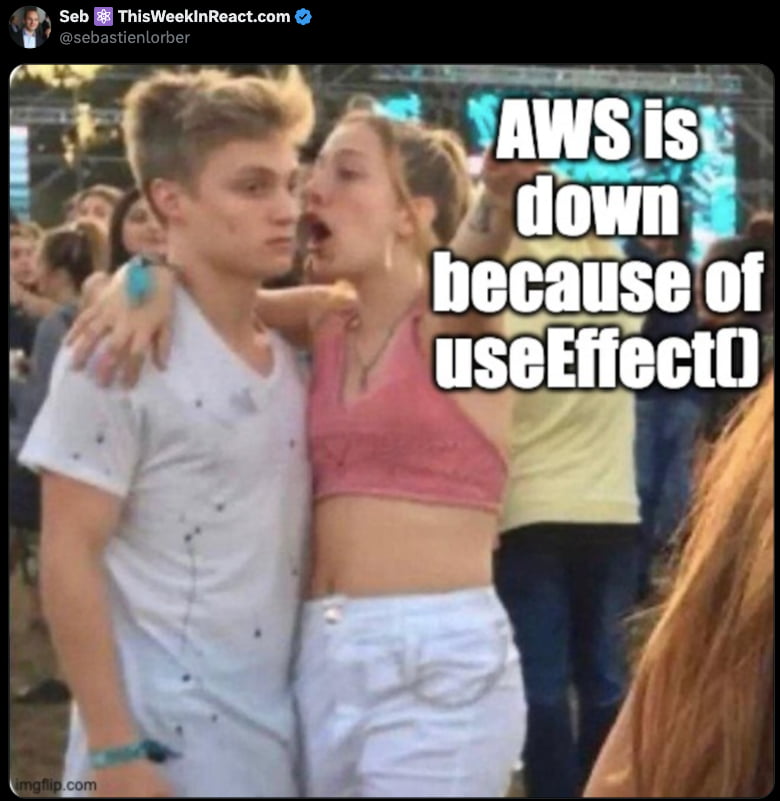 Seb ⚛️ ThisWeekInReact.com
@sebastienlorber
AWS is
down
because of
useEffect()
imgflip.com